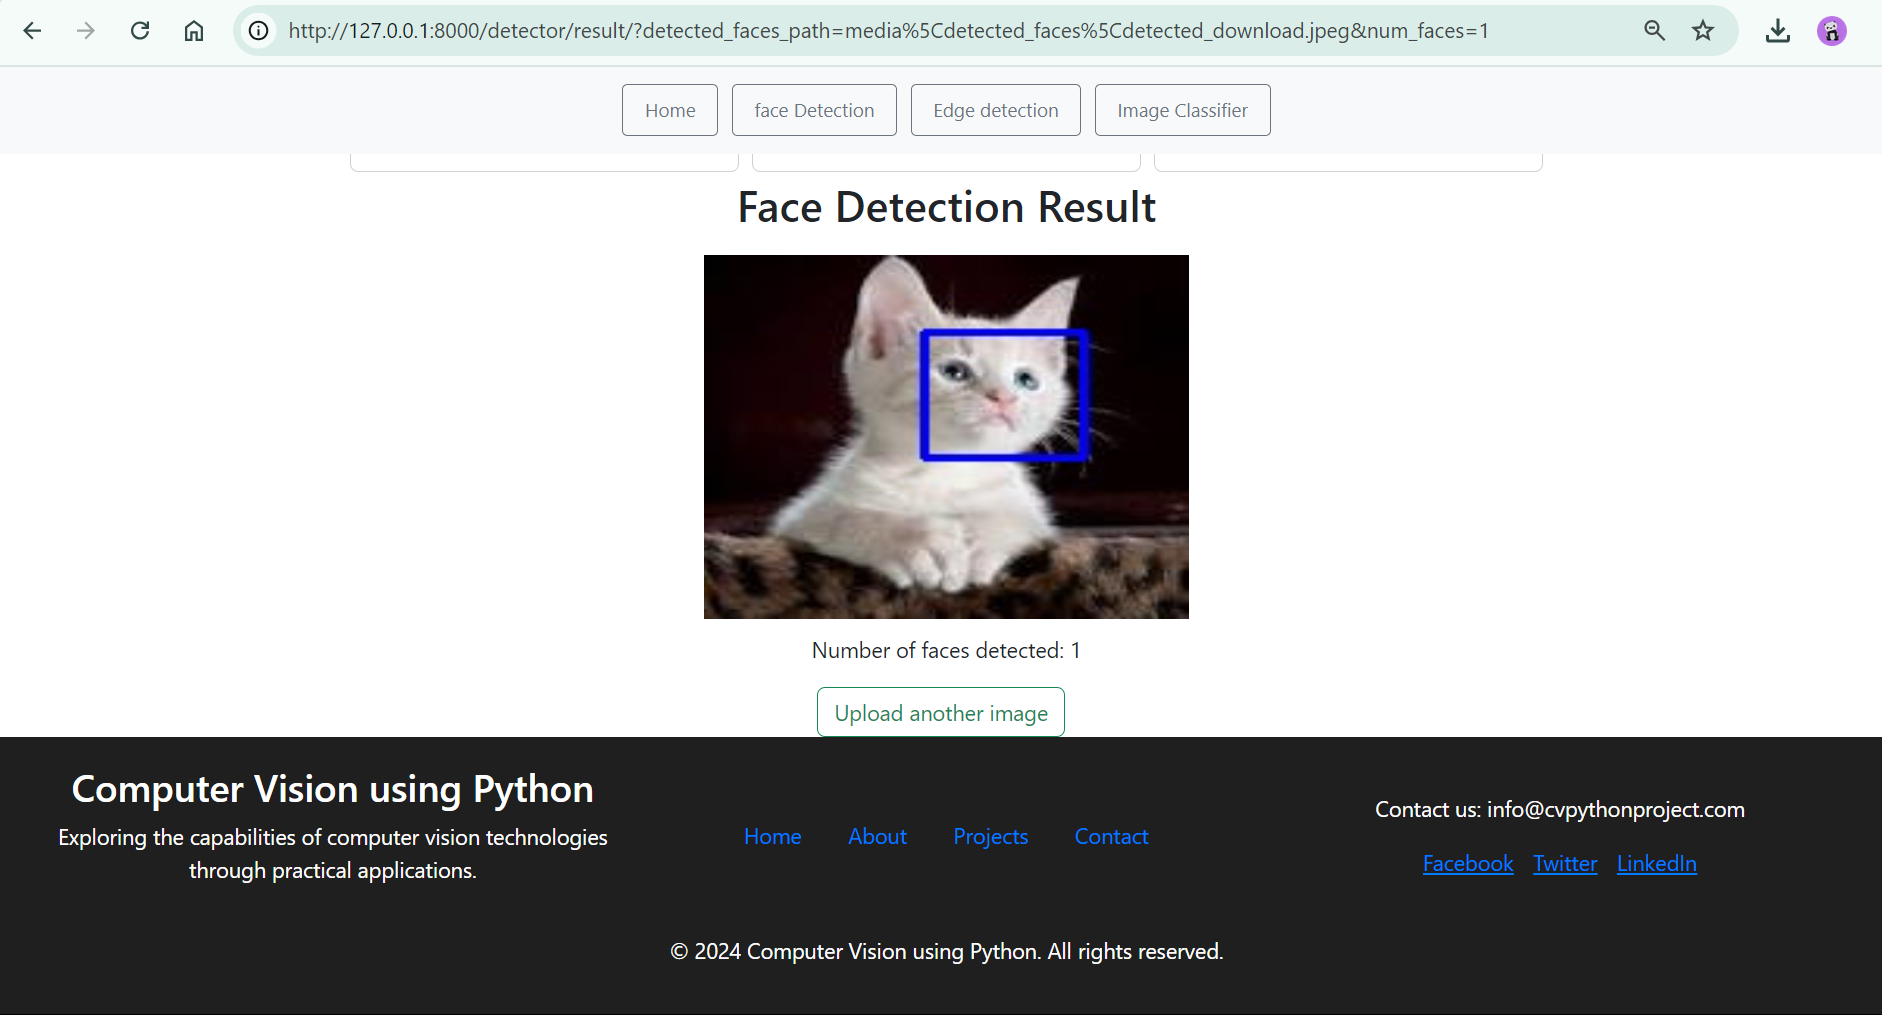 http://127.0.0.1:8000/detector/result/?detected_faces_path=media%5Cdetected_faces%5Cdetected_download.jpeg&num_faces=1
Home
face Detection
Edge detection
Image Classifier
Face Detection Result
Number of faces detected: 1
Upload another image
Computer Vision using Python
Exploring the capabilities of computer vision technologies
through practical applications.
Home
About
Projects
Contact
Contact us: info@cvpythonproject.com
Facebook
Twitter
LinkedIn
© 2024 Computer Vision using Python. All rights reserved.